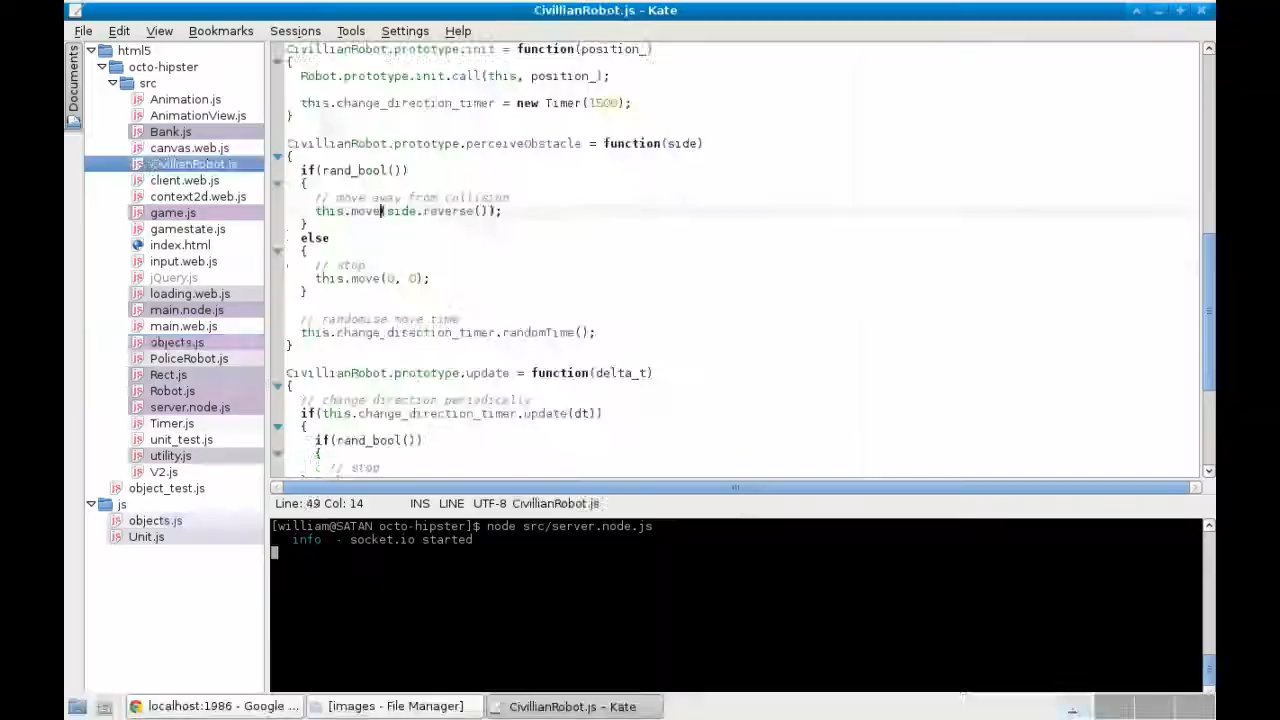 CivillianRobot.js - Kate
File Edit View Bookmarks Sessions Tools Settings Help
Documents
html5
octo-hipster
src
Animation.js
AnimationView.js
Bank.js
canvas.web.js
CivillianRobot.js
client.web.js
context2d.web.js
game.js
gamestate.js
index.html
input.web.js
jQuery.js
loading.web.js
main.node.js
main.web.js
objects.js
PoliceRobot.js
Rect.js
Robot.js
server.node.js
Timer.js
unit_test.js
utility.js
V2.js
object_test.js
js
objects.js
Unit.js
CivillianRobot.prototype.init = function(position_)
{
Robot.prototype.init.call(this, position_);
this.change_direction_timer = new Timer(1500);
}
CivillianRobot.prototype.perceiveObstacle = function(side)
{
if(rand_bool())
{
// move away from collision
this.move(side.reverse());
}
else
{
// stop
this.move(0, 0);
}
// randomise move time
this.change_direction_timer.randomTime();
}
CivillianRobot.prototype.update = function(delta_t)
{
// change direction periodically
if(this.change_direction_timer.update(dt))
{
if(rand_bool())
{
// stop
Line: 49 Col: 14 INS LINE UTF-8 CivillianRobot.js
[william@SATAN octo-hipster]$ node src/server.node.js
info - socket.io started
localhost:1986 - Google ... [images - File Manager] CivillianRobot.js - Kate